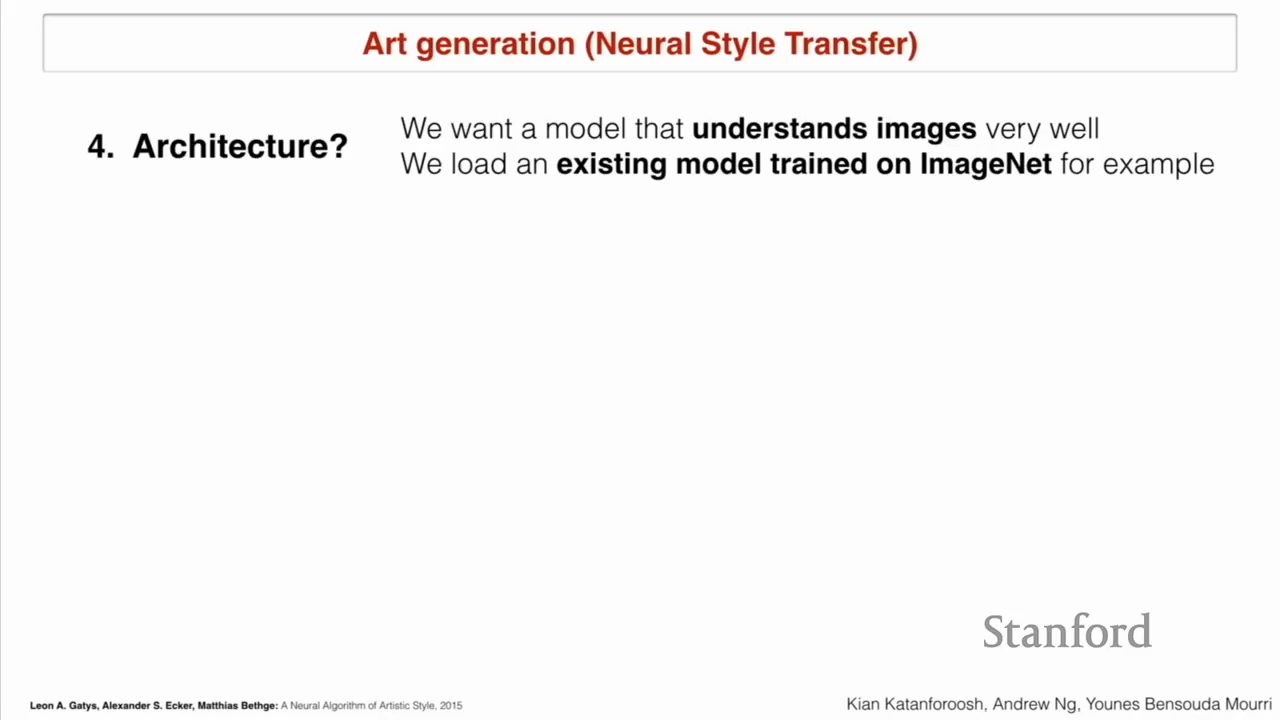 Art generation (Neural Style Transfer)
4. Architecture?
We want a model that understands images very well
We load an existing model trained on ImageNet for example
Stanford
Leon A. Gatys, Alexander S. Ecker, Matthias Bethge: A Neural Algorithm of Artistic Style, 2015
Kian Katanforoosh, Andrew Ng, Younes Bensouda Mourri